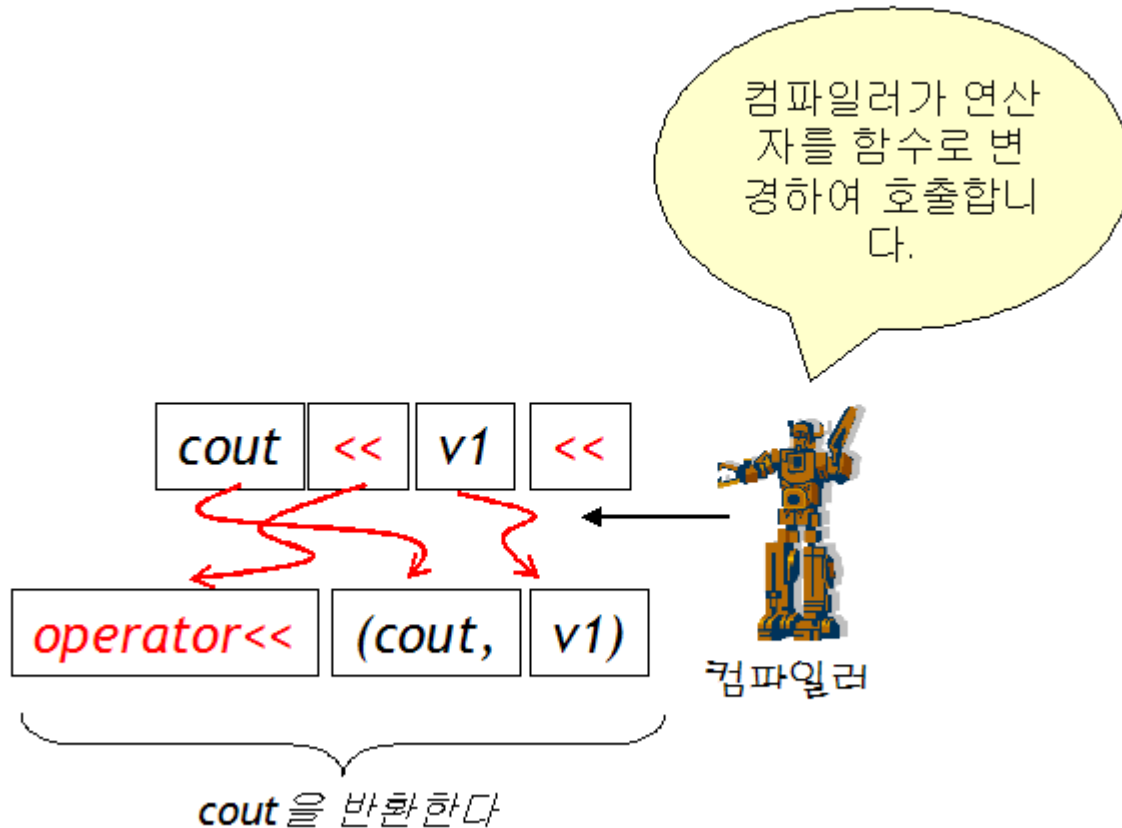 컴파일러가 연산
자를 함수로 변
경하여 호출합니
다.
cout << v1 <<
operator<< (cout, v1)
컴파일러
cout을 반환한다